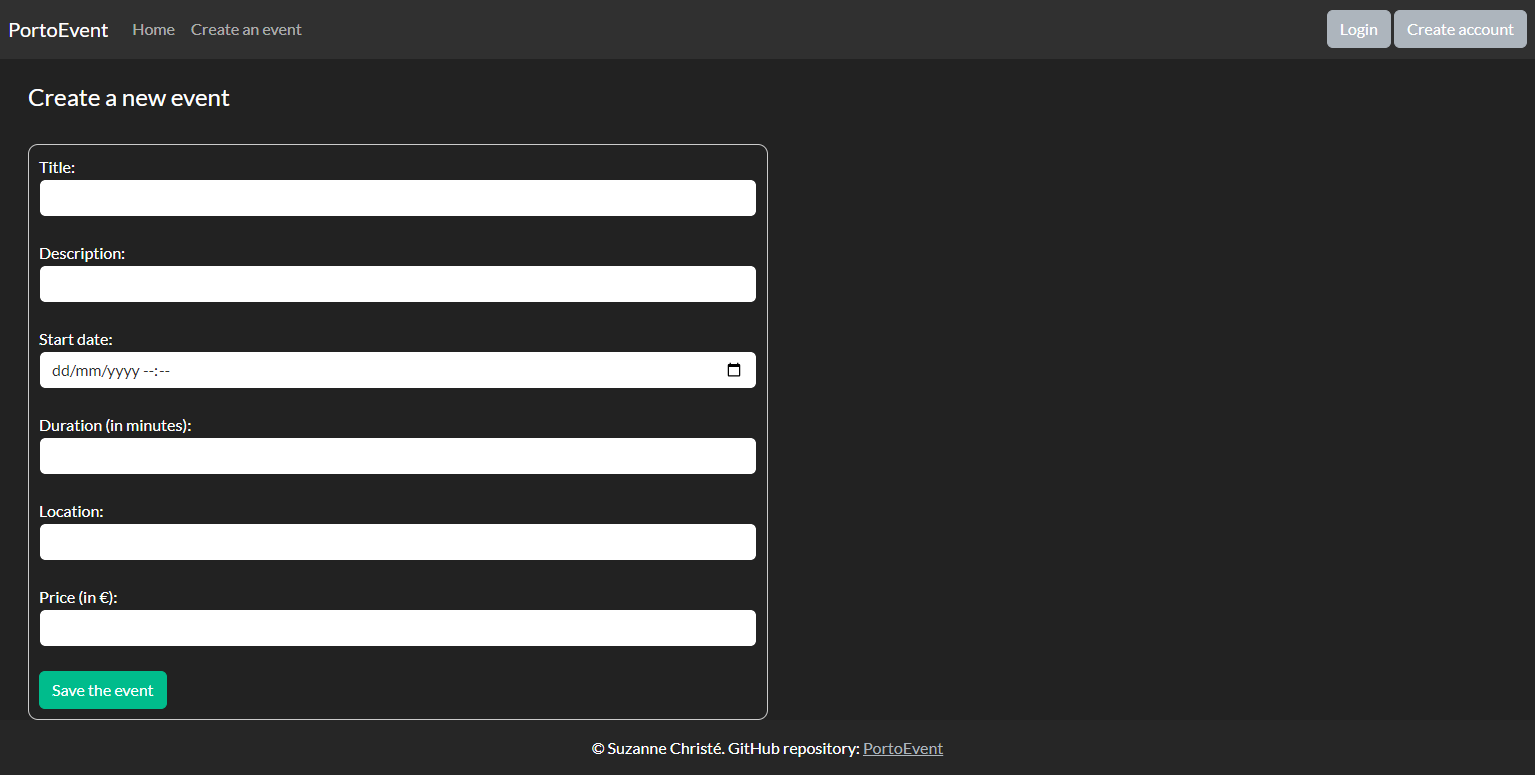 PortoEvent Home Create an event Login Create account
Create a new event
Title:
Description:
Start date:
dd/mm/yyyy --:--
Duration (in minutes):
Location:
Price (in €):
Save the event
© Suzanne Christé. GitHub repository: PortoEvent